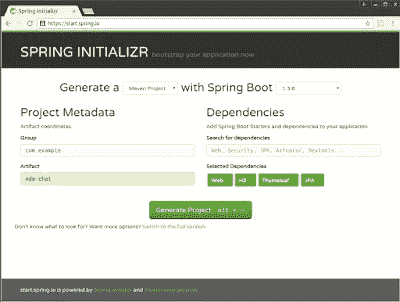 Spring Initializr
https://start.spring.io
SPRING INITIALIZR bootstrap your application now
Generate a Maven Project with Spring Boot 1.3.0
Project Metadata
Artifact coordinates
Group
com.example
Artifact
mda-chat
Dependencies
Add Spring Boot Starters and dependencies to your application
Search for dependencies
Web, Security, JPA, Actuator, Devtools...
Selected Dependencies
Web H2 Thymeleaf JPA
Generate Project alt +
Don't know what to look for? Want more options? Switch to the full version.
start.spring.io is powered by Spring Initializr and